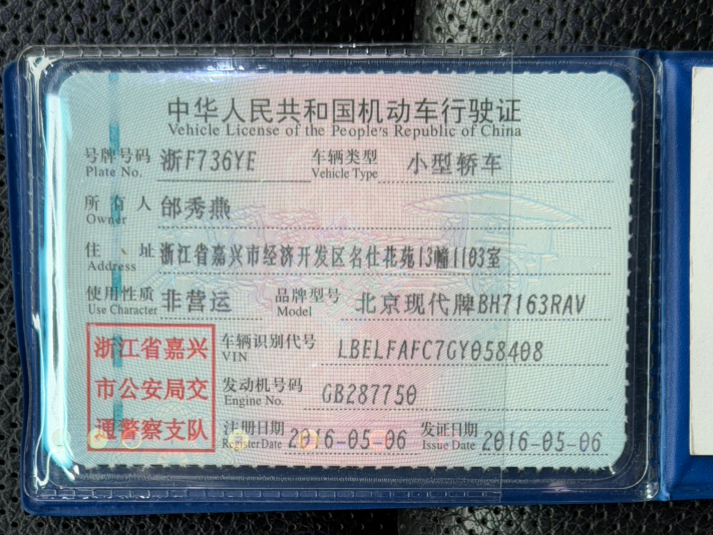 中华人民共和国机动车行驶证
Vehicle License of the People's Republic of China
号牌号码 浙F736YE 车辆类型 小型轿车
Plate No. Vehicle Type
所有人 邰秀燕
Owner
住址 浙江省嘉兴市经济开发区名仕花苑13幢1103室
Address
使用性质 非营运 品牌型号 北京现代牌BH7163RAV
Use Character Model
浙江省嘉兴
市公安局交
通警察支队
车辆识别代号 LBELFAFC7GY058408
VIN
发动机号码 GB287750
Engine No.
注册日期 2016-05-06 发证日期 2016-05-06
Register Date Issue Date